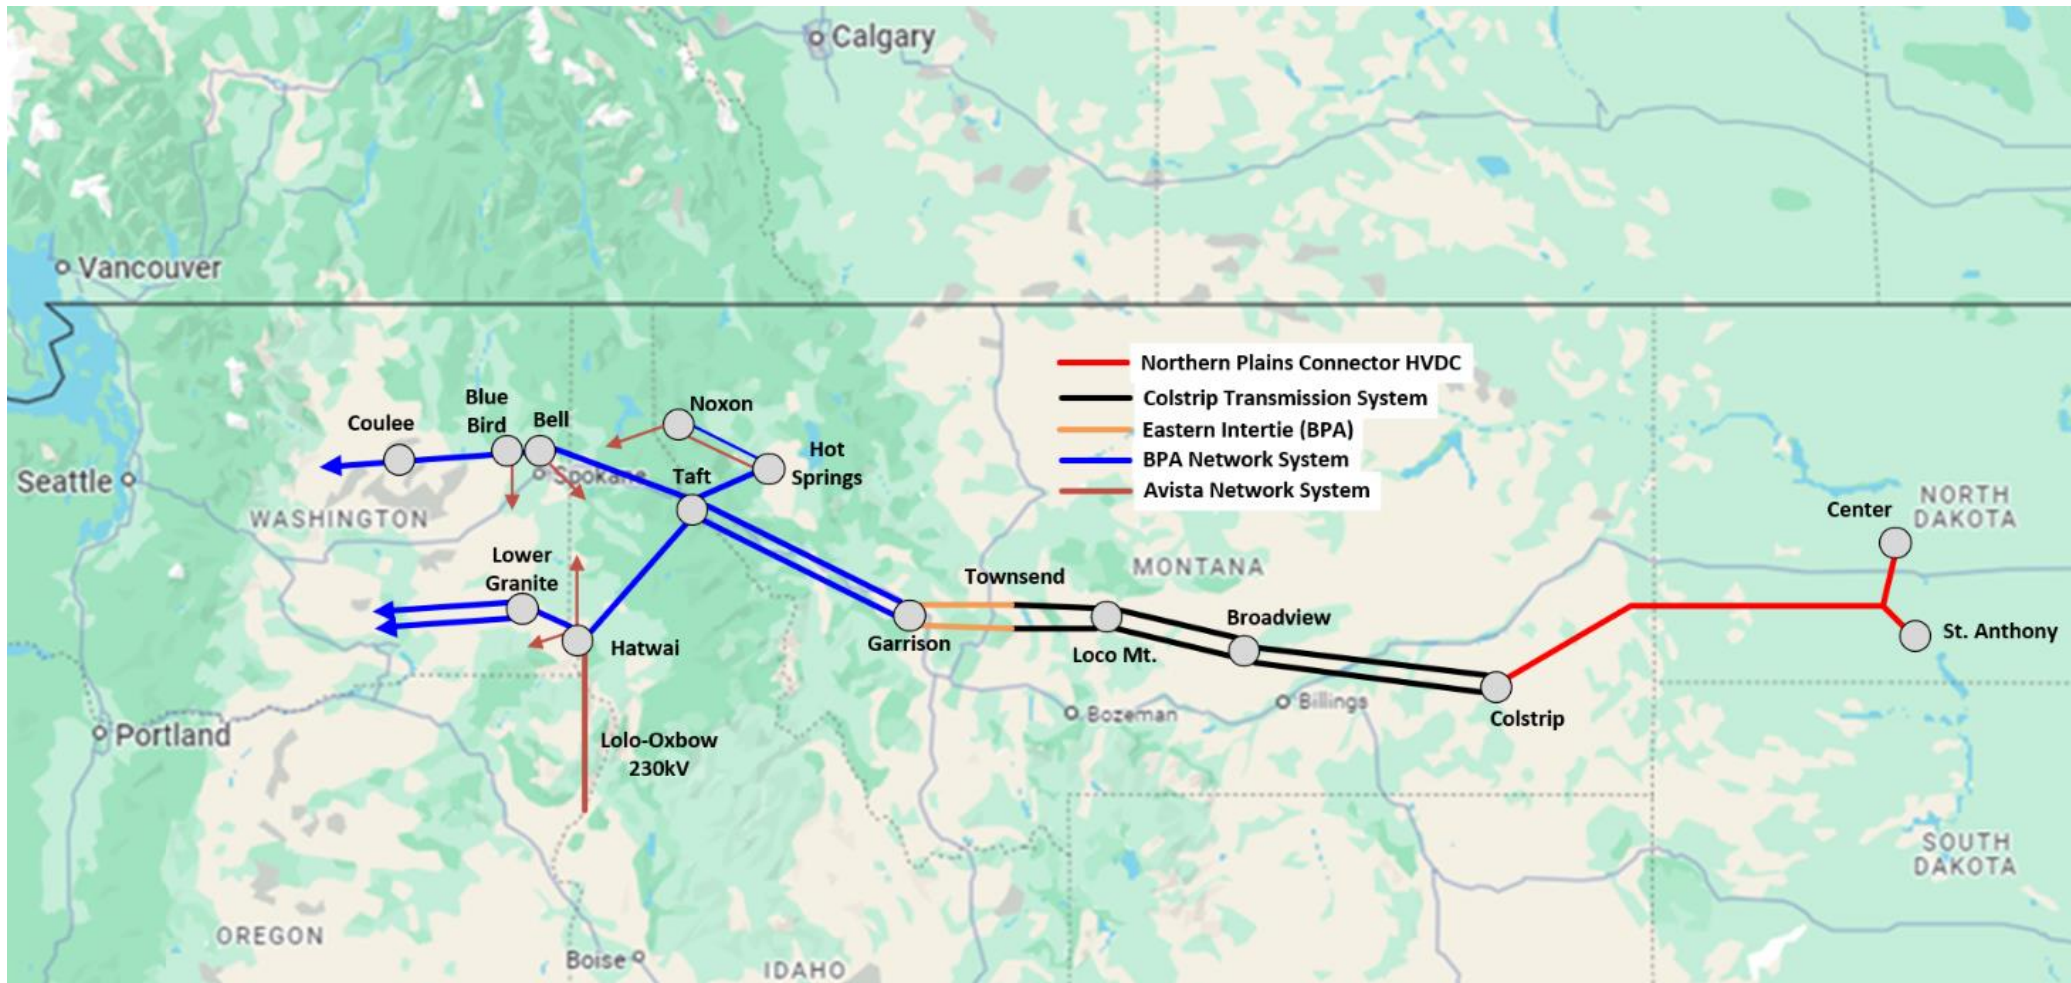 Calgary
Vancouver
Northern Plains Connector HVDC
Colstrip Transmission System
Eastern Intertie (BPA)
BPA Network System
Avista Network System
Blue
Bird
Bell
Coulee
Noxon
Hot
Springs
Taft
Spokane
Seattle
WASHINGTON
Center
NORTH
DAKOTA
Lower
Granite
Townsend
MONTANA
Hatwai
Garrison
Loco Mt.
Broadview
St. Anthony
Bozeman
Billings
Colstrip
Portland
Lolo-Oxbow
230kV
SOUTH
DAKOTA
OREGON
Boise
IDAHO